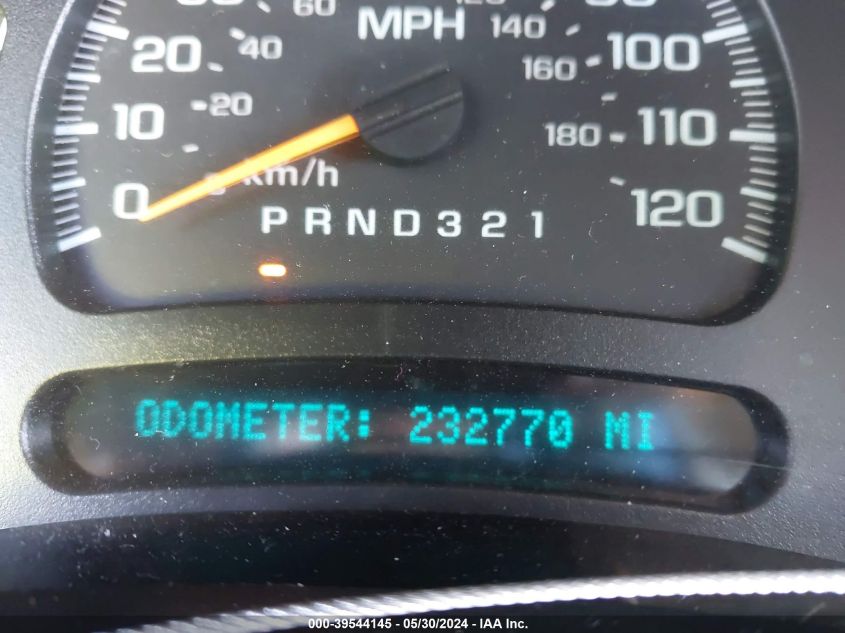 60 120
MPH 140
20 40 160 100
10 20 180 110
0 km/h 120
PRND321
ODOMETER: 232770 MI
000-39544145 - 05/30/2024 - IAA Inc.